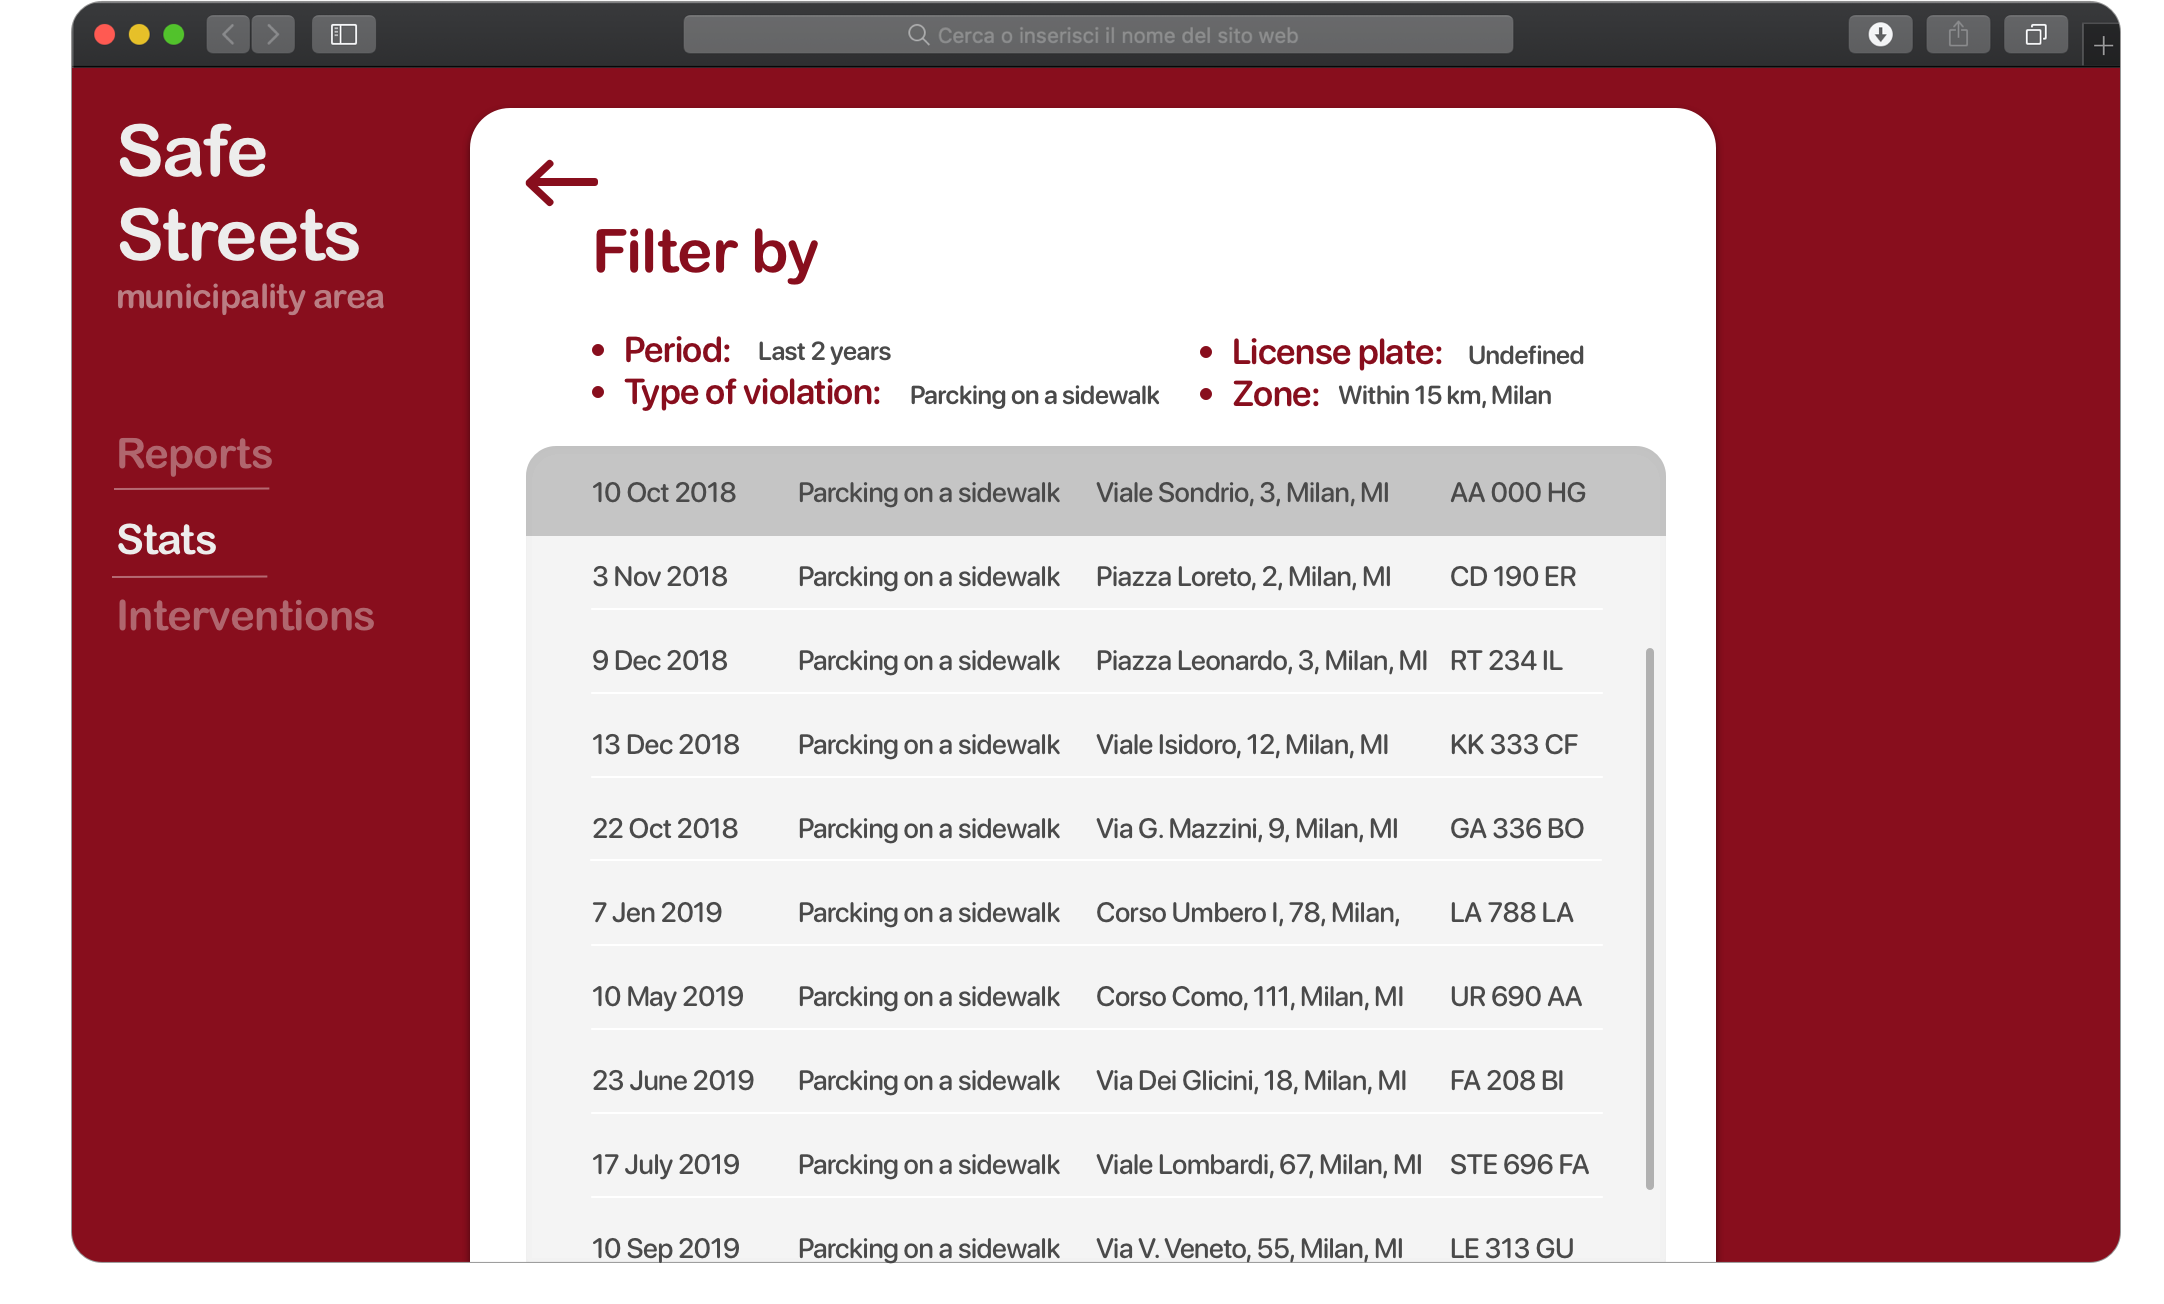 Cerca o inserisci il nome del sito web
Safe
Streets
municipality area
Reports
Stats
Interventions
Filter by
• Period: Last 2 years
• License plate: Undefined
• Type of violation: Parcking on a sidewalk
• Zone: Within 15 km, Milan
10 Oct 2018 Parcking on a sidewalk Viale Sondrio, 3, Milan, MI AA 000 HG
3 Nov 2018 Parcking on a sidewalk Piazza Loreto, 2, Milan, MI CD 190 ER
9 Dec 2018 Parcking on a sidewalk Piazza Leonardo, 3, Milan, MI RT 234 IL
13 Dec 2018 Parcking on a sidewalk Viale Isidoro, 12, Milan, MI KK 333 CF
22 Oct 2018 Parcking on a sidewalk Via G. Mazzini, 9, Milan, MI GA 336 BO
7 Jen 2019 Parcking on a sidewalk Corso Umbero I, 78, Milan, LA 788 LA
10 May 2019 Parcking on a sidewalk Corso Como, 111, Milan, MI UR 690 AA
23 June 2019 Parcking on a sidewalk Via Dei Glicini, 18, Milan, MI FA 208 BI
17 July 2019 Parcking on a sidewalk Viale Lombardi, 67, Milan, MI STE 696 FA
10 Sep 2019 Parcking on a sidewalk Via V. Veneto, 55, Milan, MI LE 313 GU